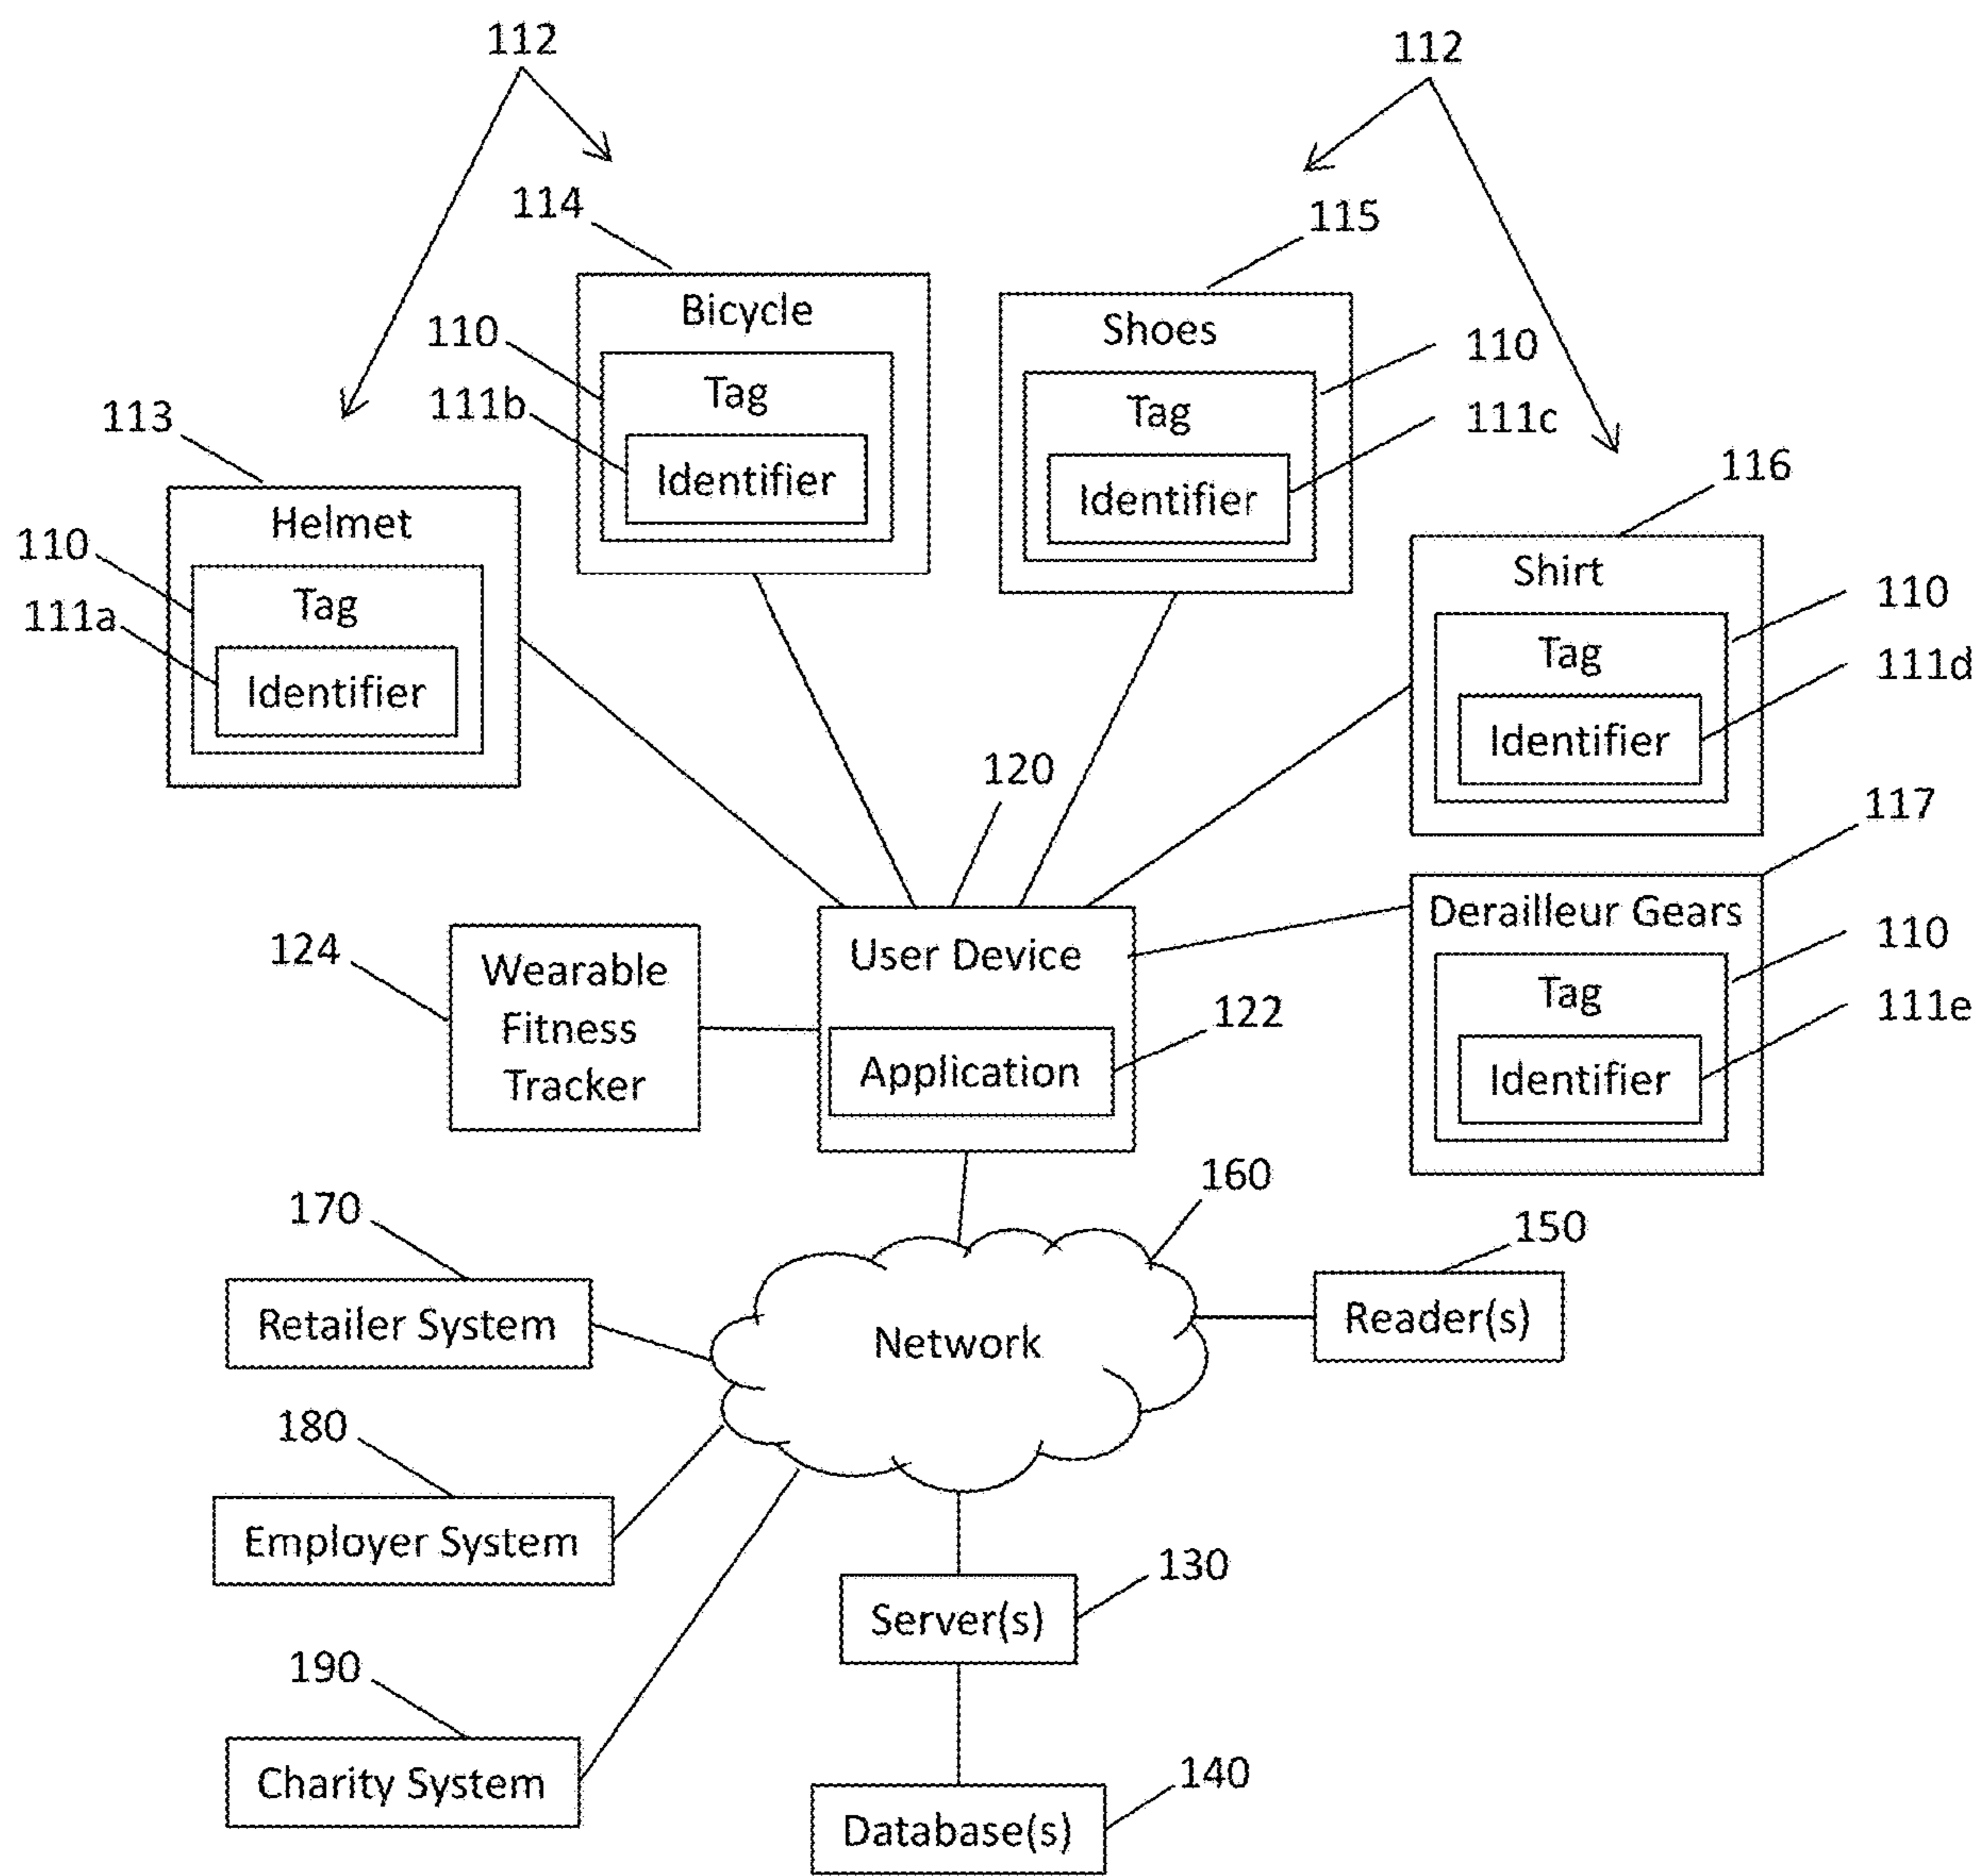 112
112
114
115
Bicycle
110
Tag
111b
Identifier
Shoes
110
Tag
111c
Identifier
113
Helmet
110
Tag
111a
Identifier
116
Shirt
110
Tag
111d
Identifier
120
117
Derailleur Gears
110
Tag
111e
Identifier
124
Wearable
Fitness
Tracker
User Device
122
Application
160
170
150
Retailer System
Network
Reader(s)
180
Employer System
130
Server(s)
190
Charity System
140
Database(s)